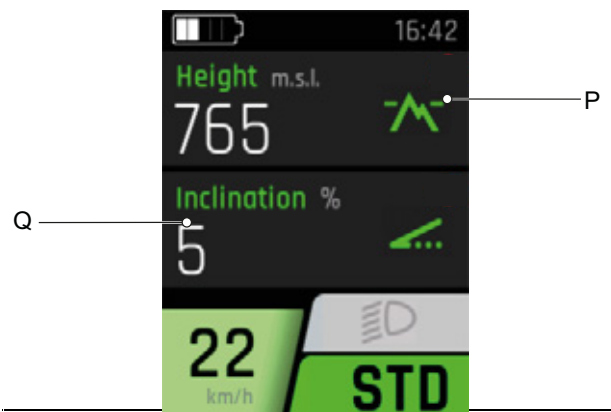 16:42
Height m.s.l.
765
P
Inclination %
Q
5
22
km/h
STD